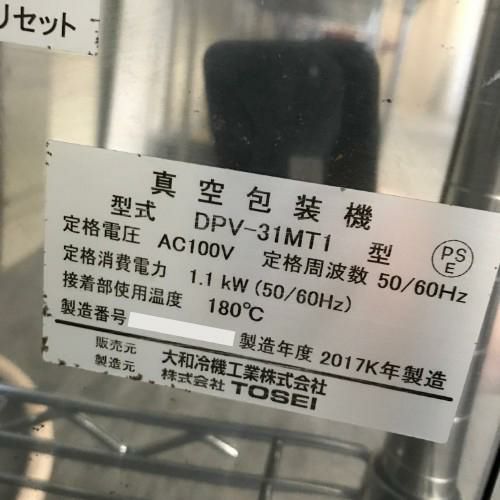 リセット
真空包装機
型式 DPV-31MT1 型
定格電圧 AC100V 定格周波数 50/60Hz
PS
E
定格消費電力 1.1 kW (50/60Hz)
接着部使用温度 180℃
製造番号 製造年度 2017K年製造
販売元 大和冷機工業株式会社
製造元 株式会社 TOSEI